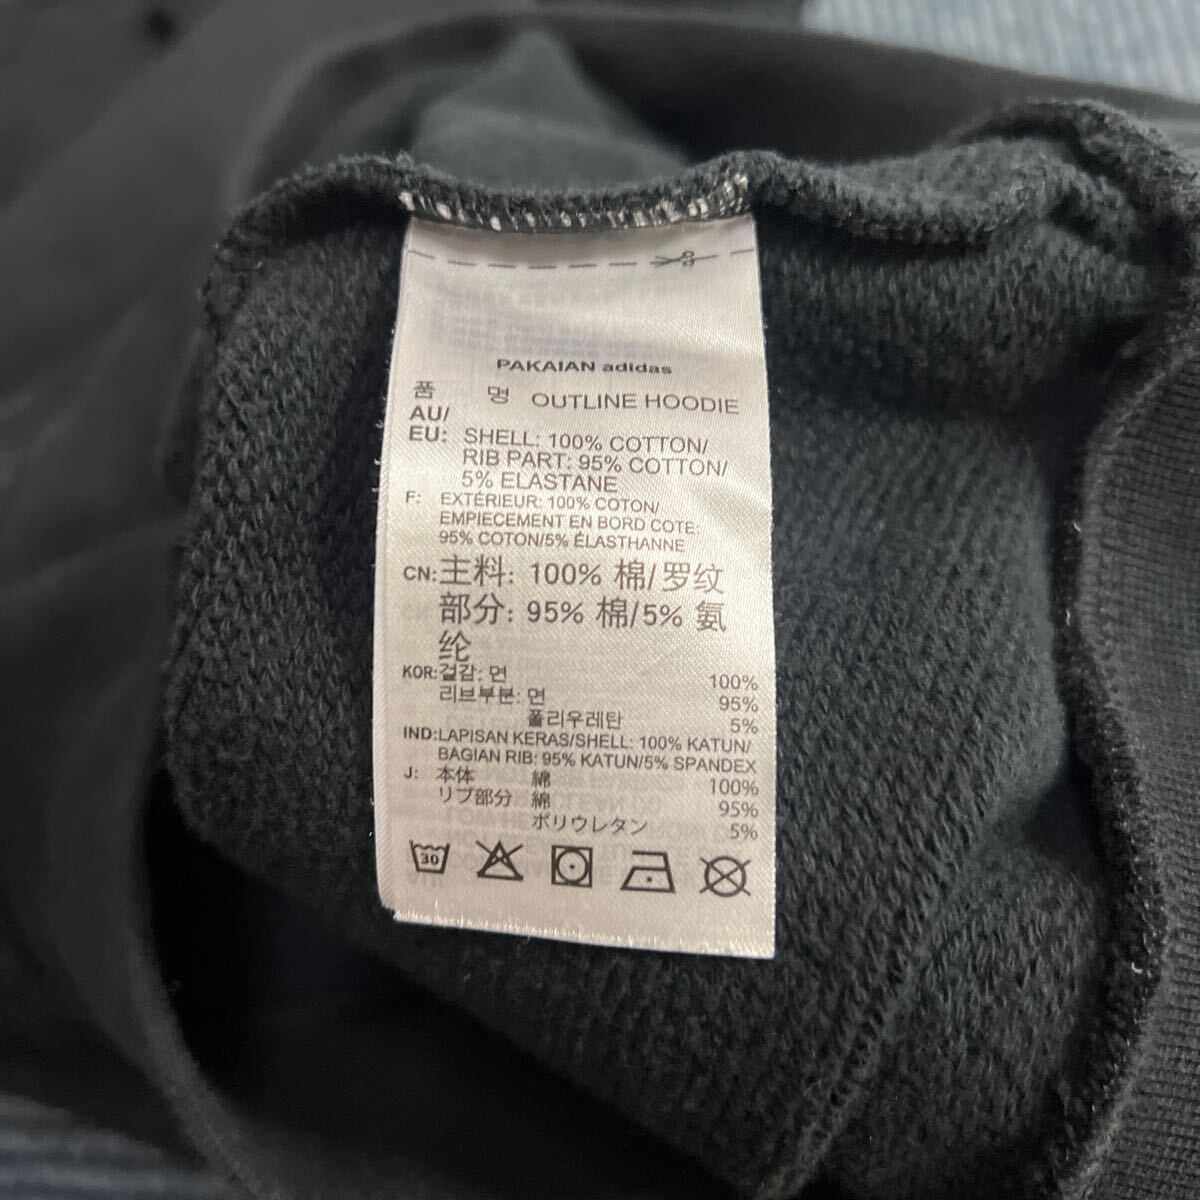 PAKAIAN adidas
품 명 OUTLINE HOODIE
AU/
EU: SHELL: 100% COTTON/
RIB PART: 95% COTTON/
5% ELASTANE
F: EXTÉRIEUR: 100% COTON/
EMPIECEMENT EN BORD COTE:
95% COTON/5% ÉLASTHANNE
CN: 主料: 100% 棉/罗纹
部分: 95% 棉/5% 氨
纶
KOR: 겉감: 면 100%
리브부분: 면 95%
폴리우레탄 5%
IND: LAPISAN KERAS/SHELL: 100% KATUN/
BAGIAN RIB: 95% KATUN/5% SPANDEX
J: 本体 綿 100%
リブ部分 綿 95%
ポリウレタン 5%
30